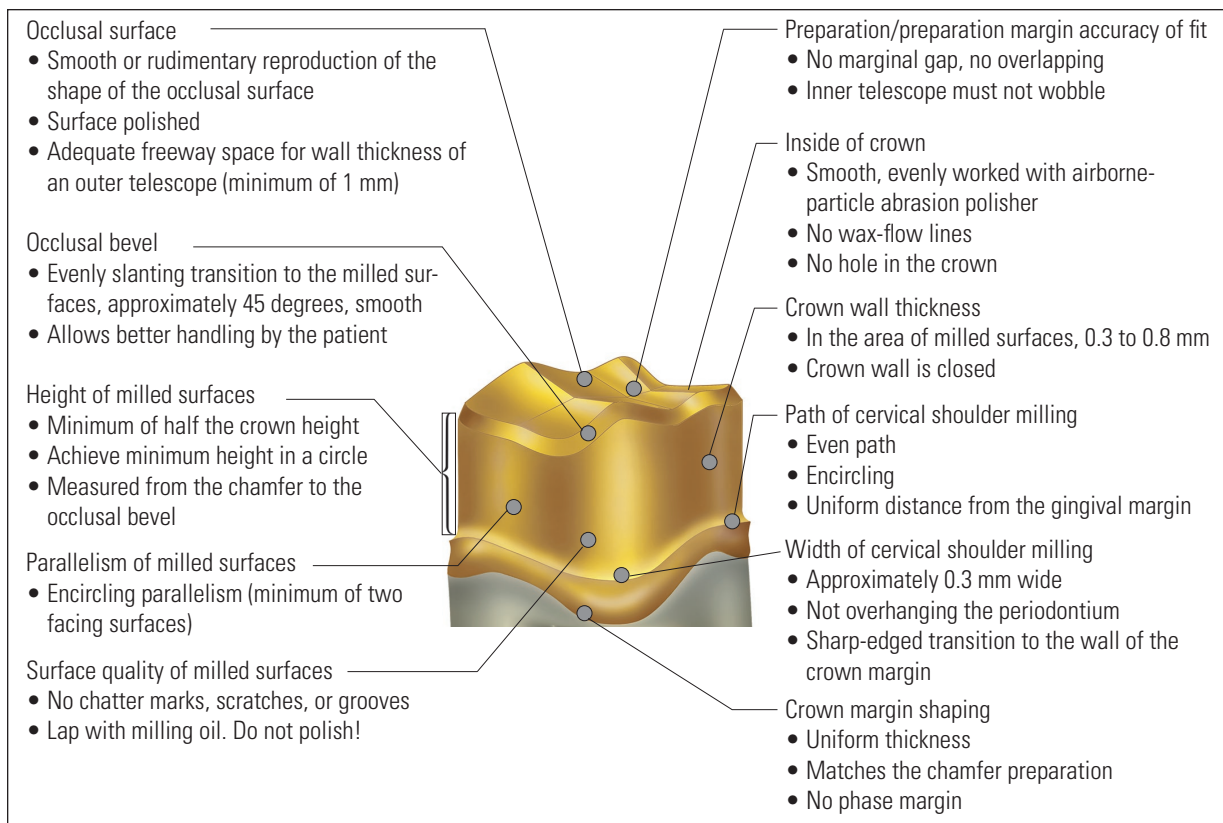 Occlusal surface
• Smooth or rudimentary reproduction of the
shape of the occlusal surface
• Surface polished
• Adequate freeway space for wall thickness of
an outer telescope (minimum of 1 mm)
Occlusal bevel
• Evenly slanting transition to the milled sur-
faces, approximately 45 degrees, smooth
• Allows better handling by the patient
Height of milled surfaces
• Minimum of half the crown height
• Achieve minimum height in a circle
• Measured from the chamfer to the
occlusal bevel
Parallelism of milled surfaces
• Encircling parallelism (minimum of two
facing surfaces)
Surface quality of milled surfaces
• No chatter marks, scratches, or grooves
• Lap with milling oil. Do not polish!
Preparation/preparation margin accuracy of fit
• No marginal gap, no overlapping
• Inner telescope must not wobble
Inside of crown
• Smooth, evenly worked with airborne-
particle abrasion polisher
• No wax-flow lines
• No hole in the crown
Crown wall thickness
• In the area of milled surfaces, 0.3 to 0.8 mm
• Crown wall is closed
Path of cervical shoulder milling
• Even path
• Encircling
• Uniform distance from the gingival margin
Width of cervical shoulder milling
• Approximately 0.3 mm wide
• Not overhanging the periodontium
• Sharp-edged transition to the wall of the
crown margin
Crown margin shaping
• Uniform thickness
• Matches the chamfer preparation
• No phase margin